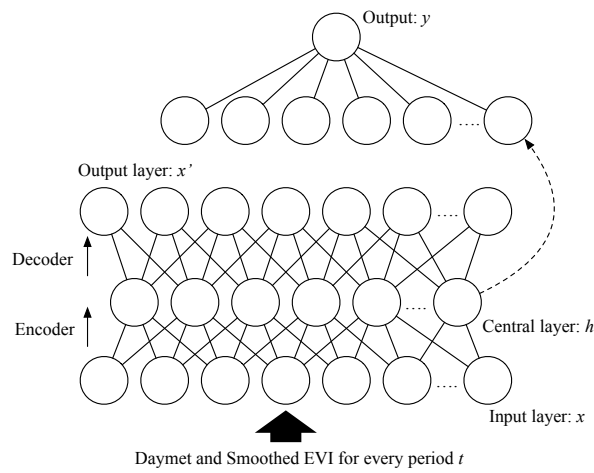 Output: y
....
Output layer: x'
....
Decoder
....
Encoder
Central layer: h
....
Input layer: x
Daymet and Smoothed EVI for every period t